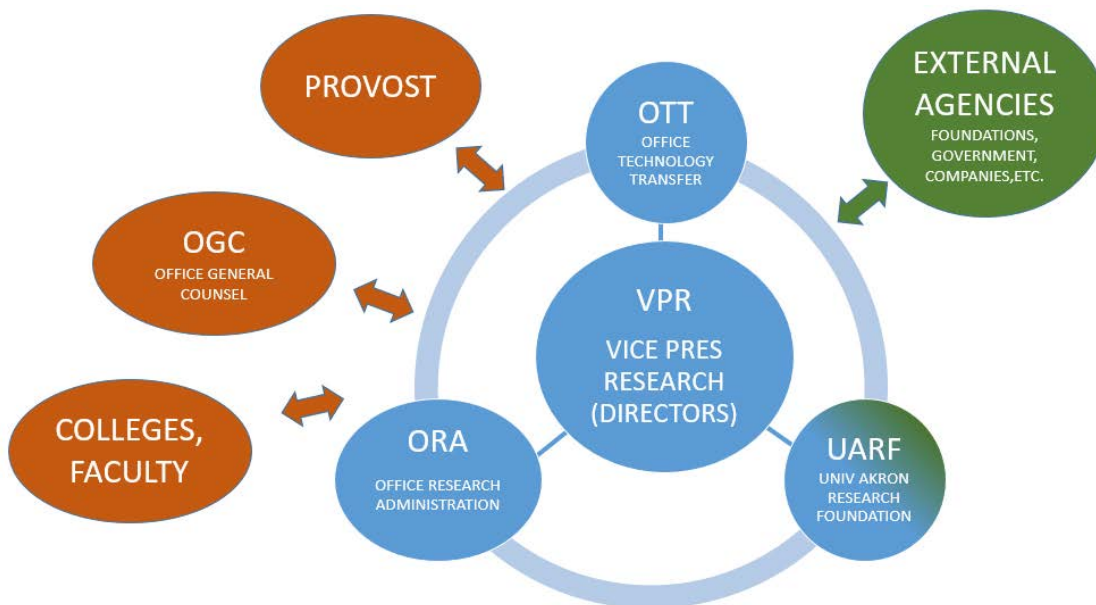 PROVOST
OTT
OFFICE
TECHNOLOGY
TRANSFER
EXTERNAL
AGENCIES
FOUNDATIONS,
GOVERNMENT,
COMPANIES,ETC.
OGC
OFFICE GENERAL
COUNSEL
VPR
VICE PRES
RESEARCH
(DIRECTORS)
COLLEGES,
FACULTY
ORA
OFFICE RESEARCH
ADMINISTRATION
UARF
UNIV AKRON
RESEARCH
FOUNDATION